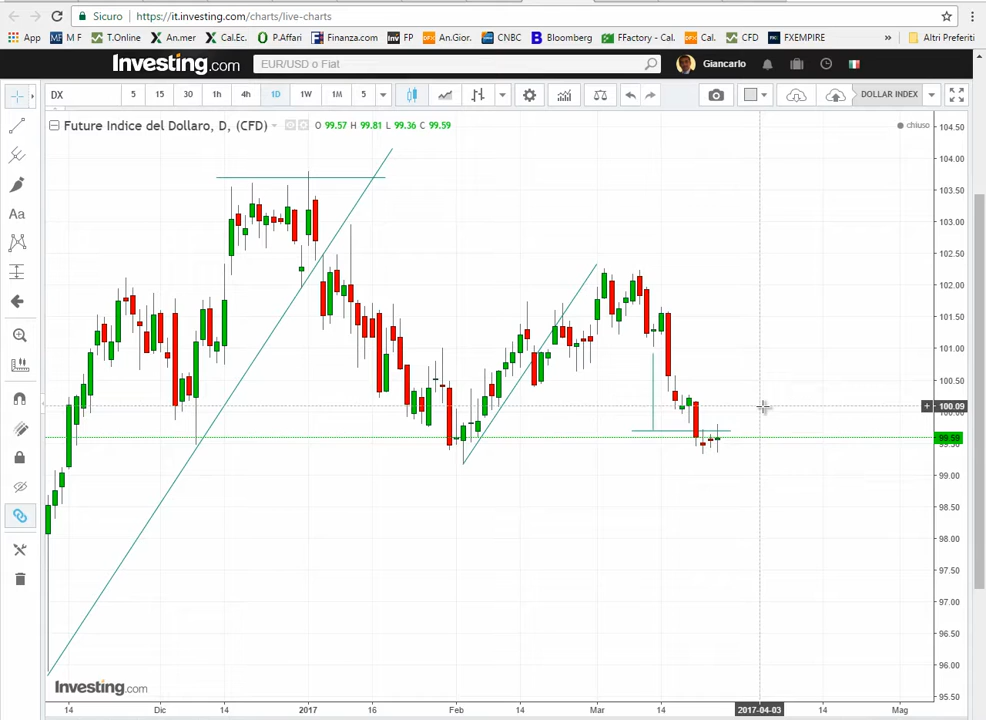 Sicuro https://it.investing.com/charts/live-charts
App M F T.Online An.mer Cal.Ec. P.Affari Finanza.com FP An.Gior. CNBC Bloomberg FFactory - Cal. Cal. CFD FXEMPIRE » Altri Preferiti
Investing.com EUR/USD o Fiat Giancarlo
DX 5 15 30 1h 4h 1D 1W 1M 5 DOLLAR INDEX
Future Indice del Dollaro, D, (CFD) O 99.57 H 99.81 L 99.36 C 99.59 chiuso
104.50
104.00
103.50
103.00
102.50
102.00
101.50
101.00
100.50
100.09
100.00
99.59
99.00
98.50
98.00
97.50
97.00
96.50
96.00
95.50
Aa
Investing.com
14 Dic 14 2017 16 Feb 14 Mar 14 2017-04-03 14 Mag